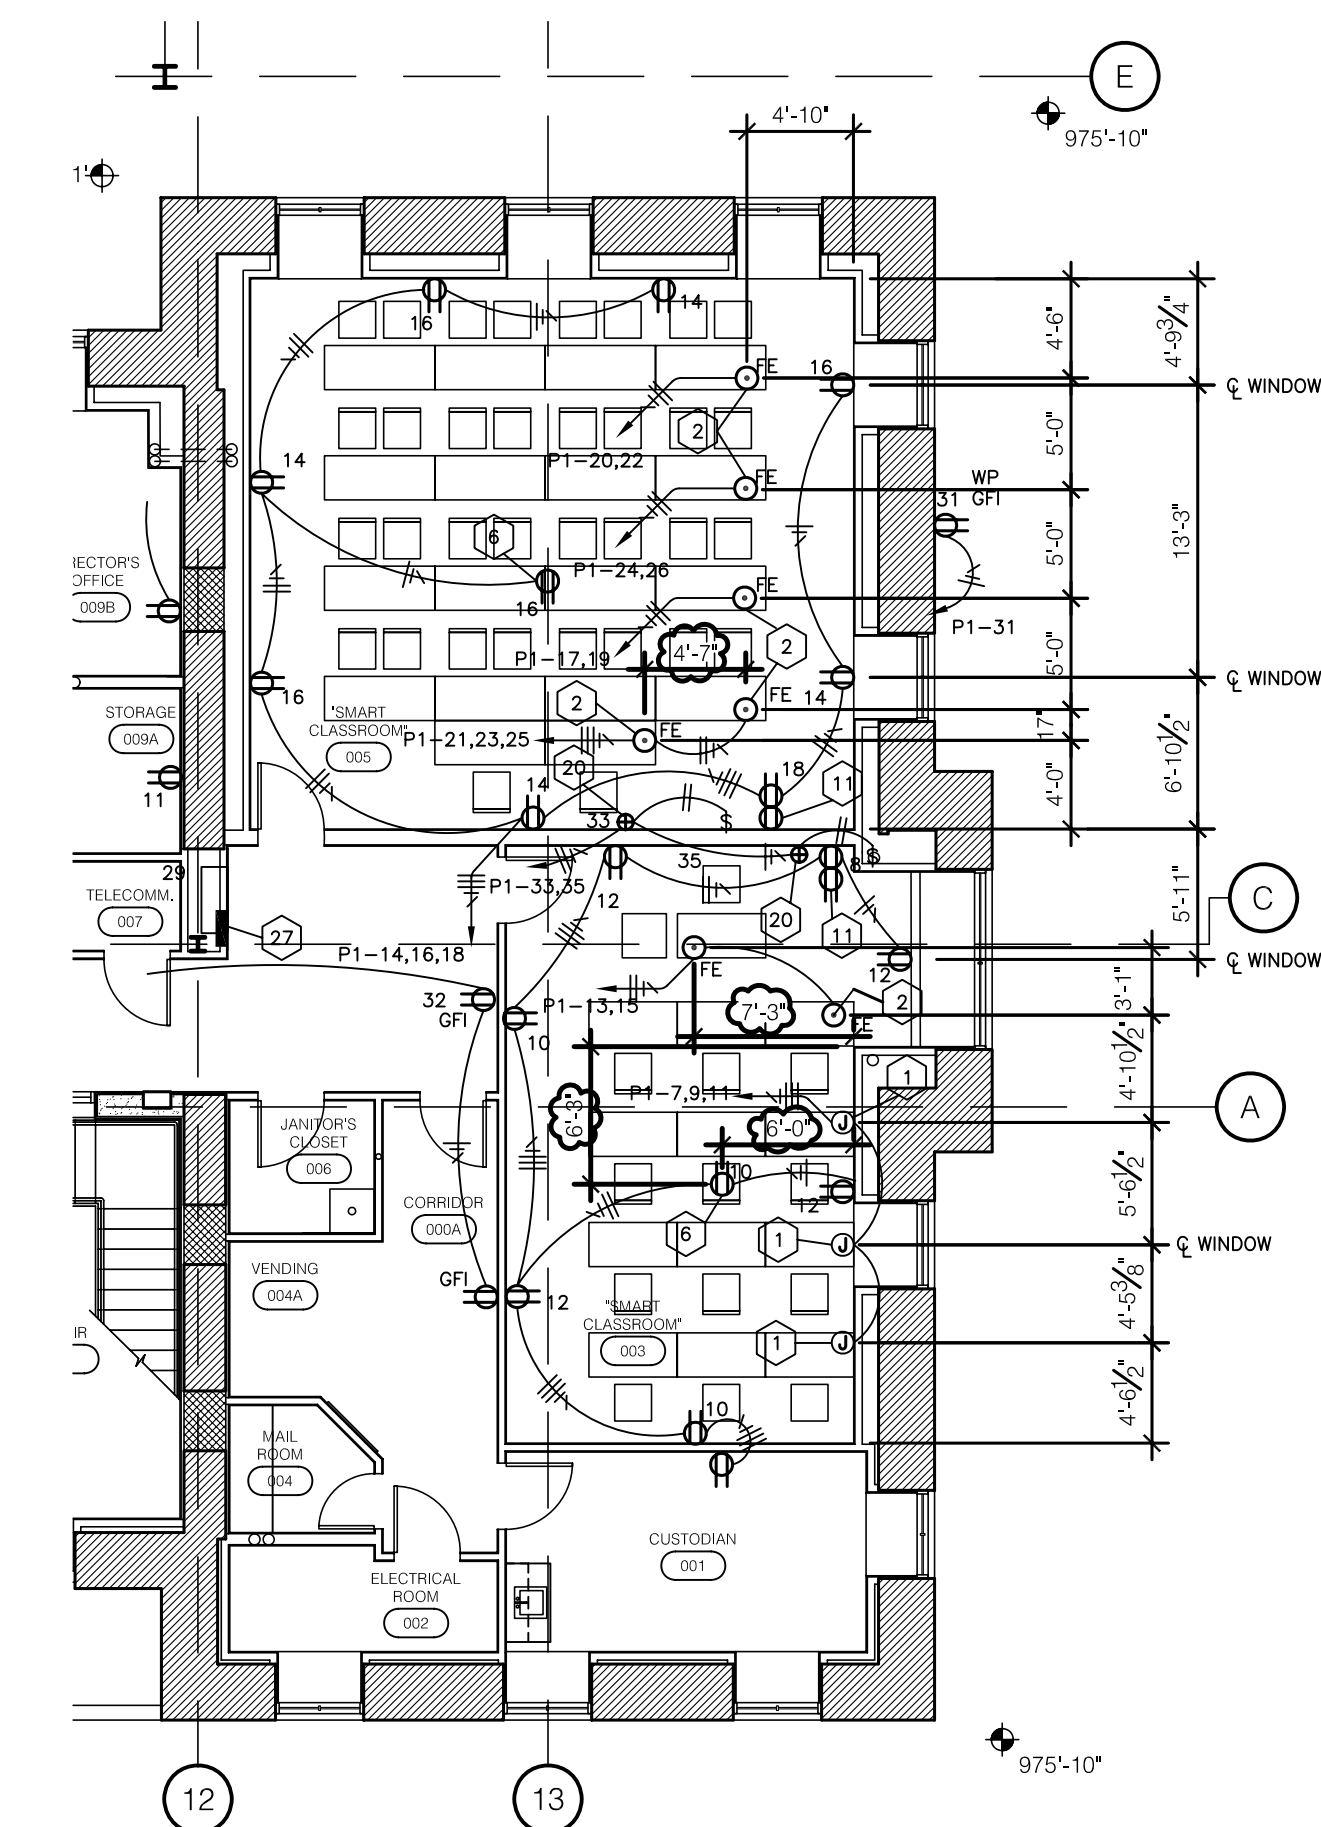 E
4'-10"
975'-10"
1'
16
14
FE
16
4'-6"
4'-9 3/4"
℄ WINDOW
2
14
P1-20,22
FE
5'-0"
WP
GFI
31
6
P1-24,26
13'-3"
5'-0"
OFFICE
009B
16
FE
P1-31
2
P1-17,19
4'-7"
5'-0"
℄ WINDOW
16
2
FE
14
STORAGE
009A
"SMART
CLASSROOM"
005
P1-21,23,25
FE
17"
6'-10 1/2"
20
18
11
14
11
33
$
4'-0"
29
P1-33,35
35
8
$
TELECOMM.
007
12
20
11
5'-11"
C
27
P1-14,16,18
FE
12
℄ WINDOW
32
GFI
P1-13,15
7'-3"
2
FE
3'-1"
10
4'-10 1/2"
1
P1-7,9,11
6'-3"
6'-0"
J
A
JANITOR'S
CLOSET
006
10
12
5'-6 1/2"
CORRIDOR
000A
6
1
J
℄ WINDOW
VENDING
004A
GFI
12
"SMART
CLASSROOM"
003
4'-5 3/8"
IR
1
J
4'-6 1/2"
10
MAIL
ROOM
004
CUSTODIAN
001
ELECTRICAL
ROOM
002
975'-10"
12
13